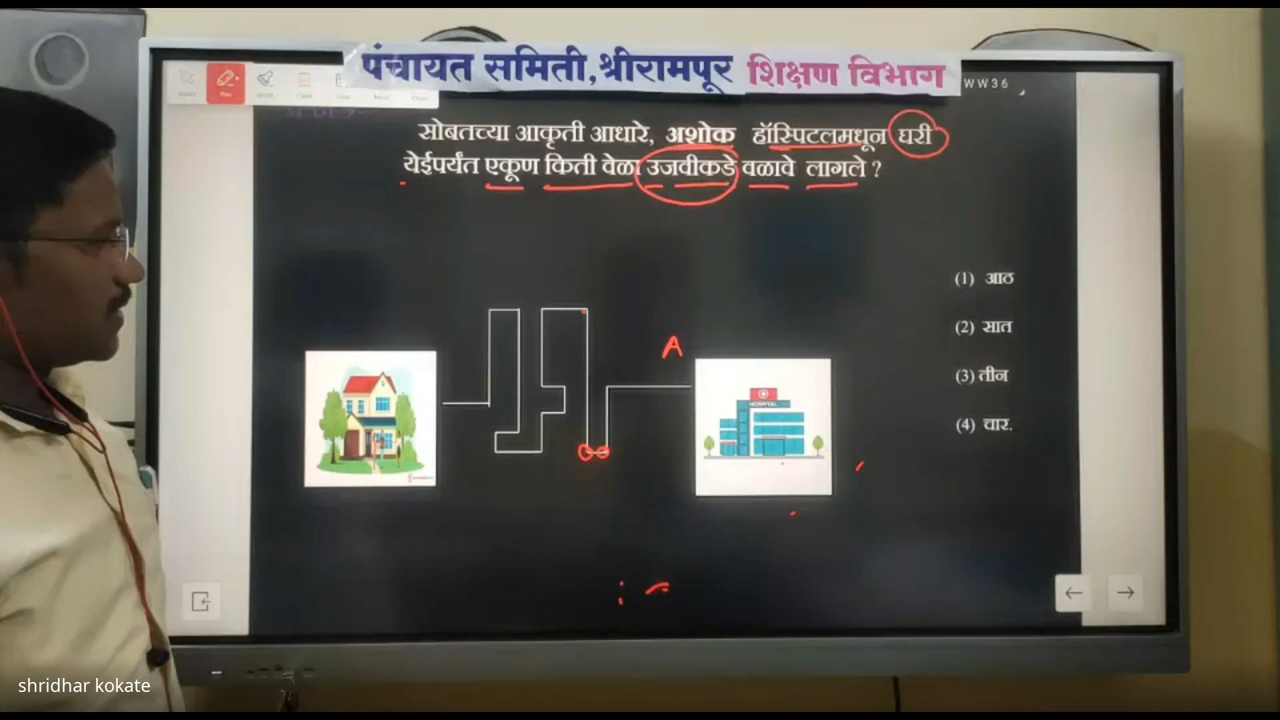 पंचायत समिती,श्रीरामपूर शिक्षण विभाग
WW36
सोबतच्या आकृती आधारे, अशोक हॉस्पिटलमधून घरी
येईपर्यंत एकूण किती वेळा उजवीकडे वळावे लागले ?
(1) आठ
(2) सात
A
(3) तीन
HOSPITAL
(4) चार.
shridhar kokate